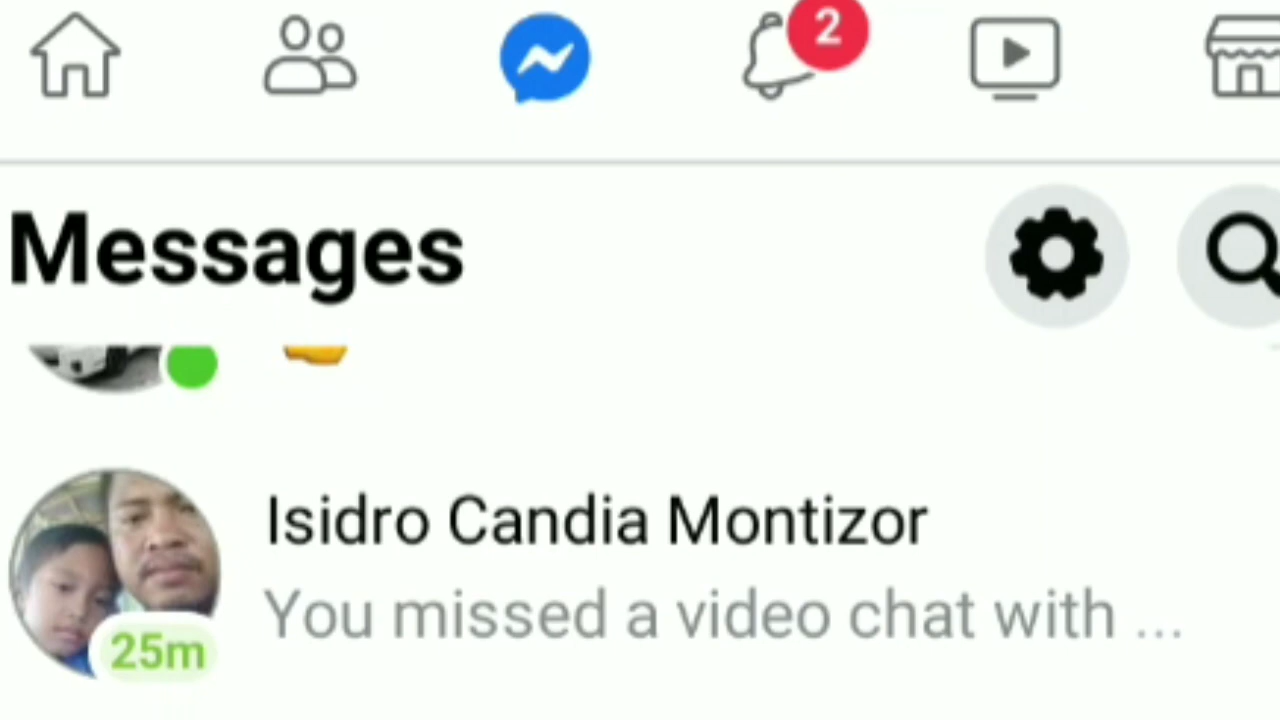 2
Messages
Isidro Candia Montizor
You missed a video chat with ...
25m